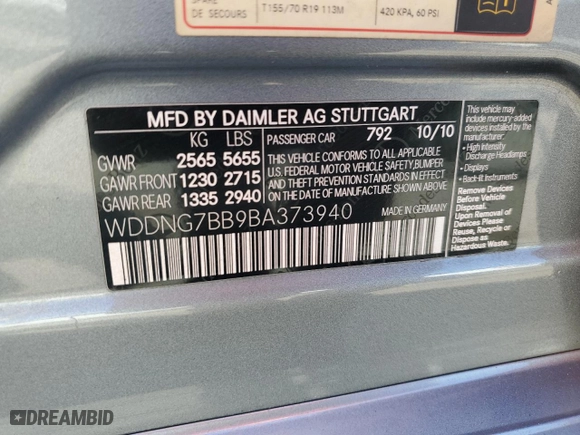 DE SECOURS
T155/70 R19 113M
420 KPA, 60 PSI
MFD BY DAIMLER AG STUTTGART
KG LBS
PASSENGER CAR 792 10/10
GVWR 2565 5655
GAWR FRONT 1230 2715
GAWR REAR 1335 2940
THIS VEHICLE CONFORMS TO ALL APPLICABLE
U.S. FEDERAL MOTOR VEHICLE SAFETY, BUMPER
AND THEFT PREVENTION STANDARDS IN EFFECT
ON THE DATE OF MANUFACTURE SHOWN ABOVE.
WDDNG7BB9BA373940
MADE IN GERMANY
This vehicle may
include mercury-added
devices installed by
the manufacturer:
• High Intensity
Discharge Headlamps
• Navigation
Displays
• Back-lit Instruments
Remove Devices
Before Vehicle
Disposal.
Upon Removal of
Devices Please
Reuse, Recycle or
Dispose as
Hazardous Waste.
DREAMBID